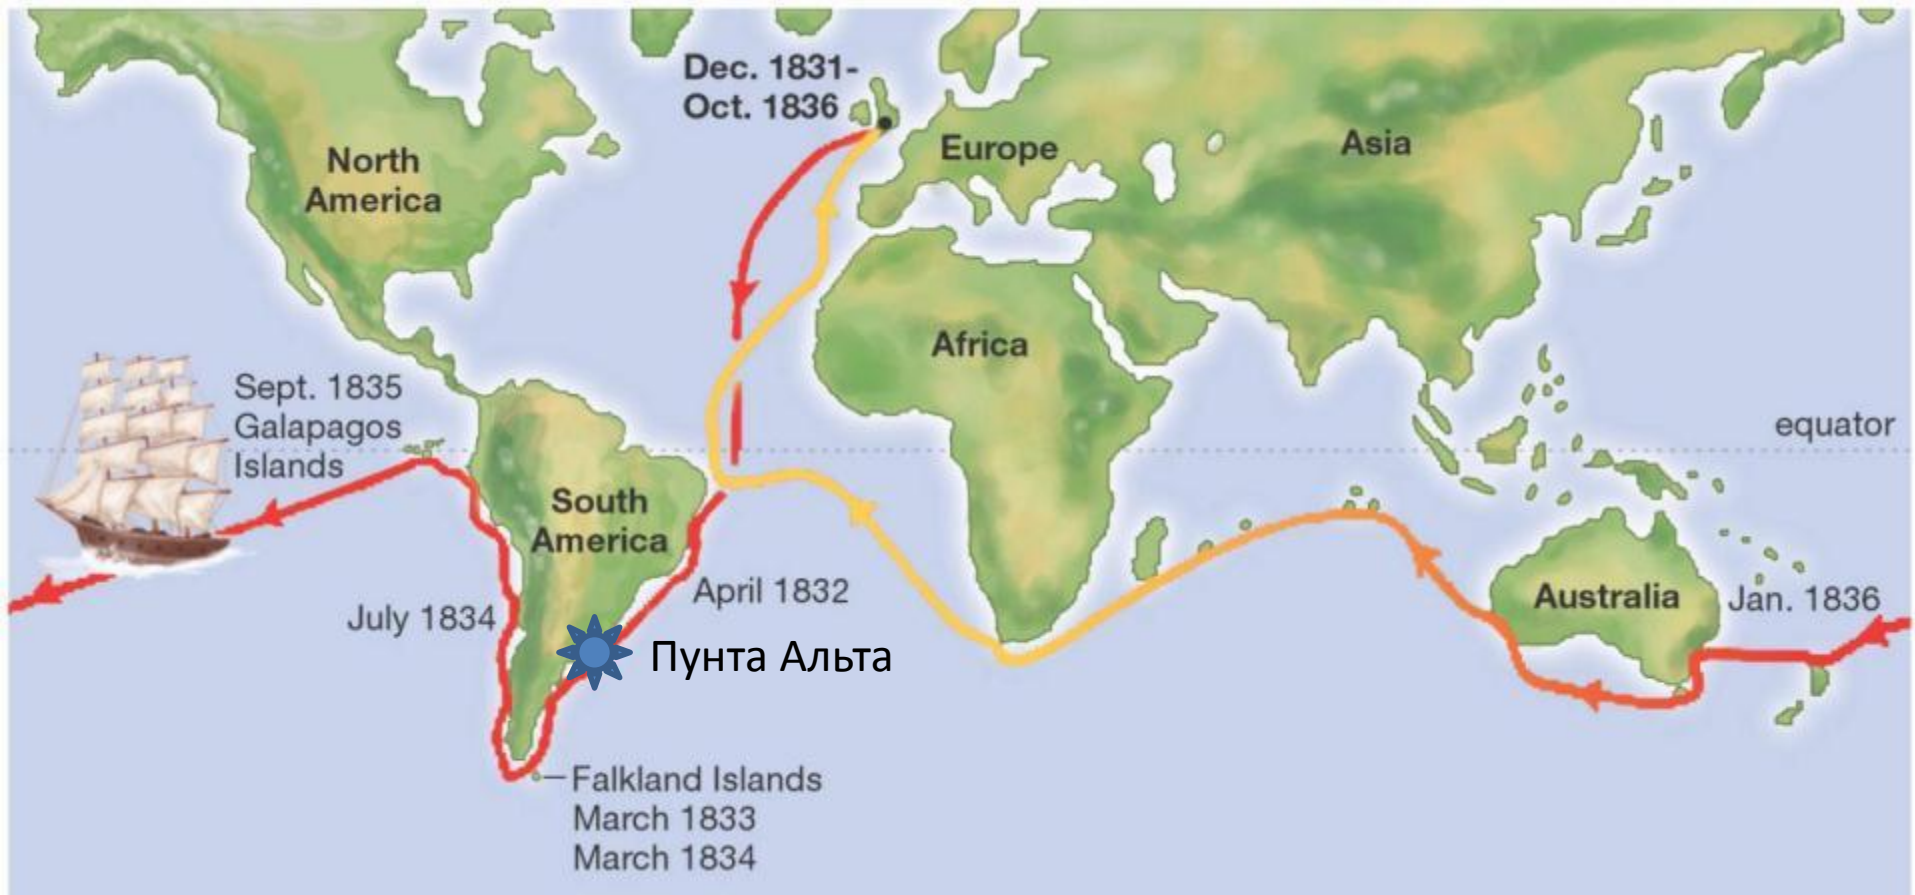 Dec. 1831-
Oct. 1836
North
America
Europe
Asia
Africa
Sept. 1835
Galapagos
Islands
equator
South
America
April 1832
July 1834
Пунта Альта
Australia
Jan. 1836
Falkland Islands
March 1833
March 1834